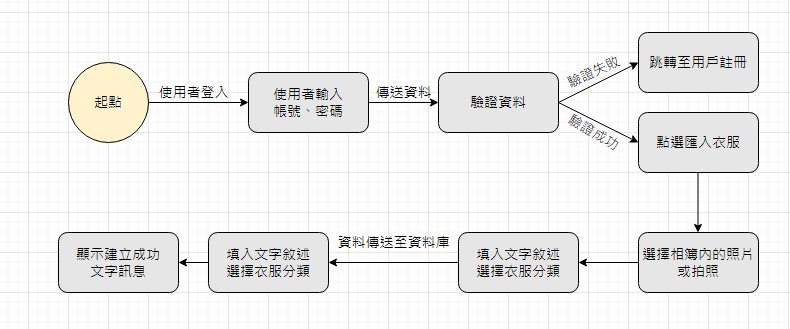 起點
使用者登入
使用者輸入
帳號、密碼
傳送資料
驗證資料
驗證失敗
跳轉至用戶註冊
驗證成功
點選匯入衣服
選擇相簿內的照片
或拍照
填入文字敘述
選擇衣服分類
資料傳送至資料庫
填入文字敘述
選擇衣服分類
顯示建立成功
文字訊息